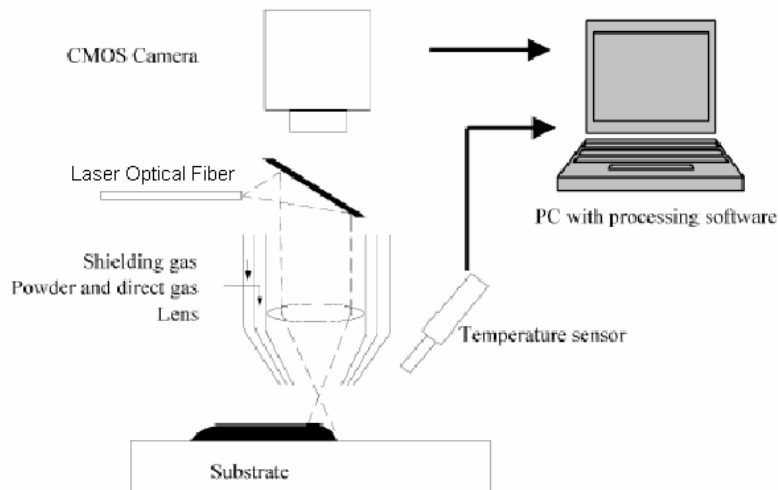 CMOS Camera
Laser Optical Fiber
PC with processing software
Shielding gas
Powder and direct gas
Lens
Temperature sensor
Substrate